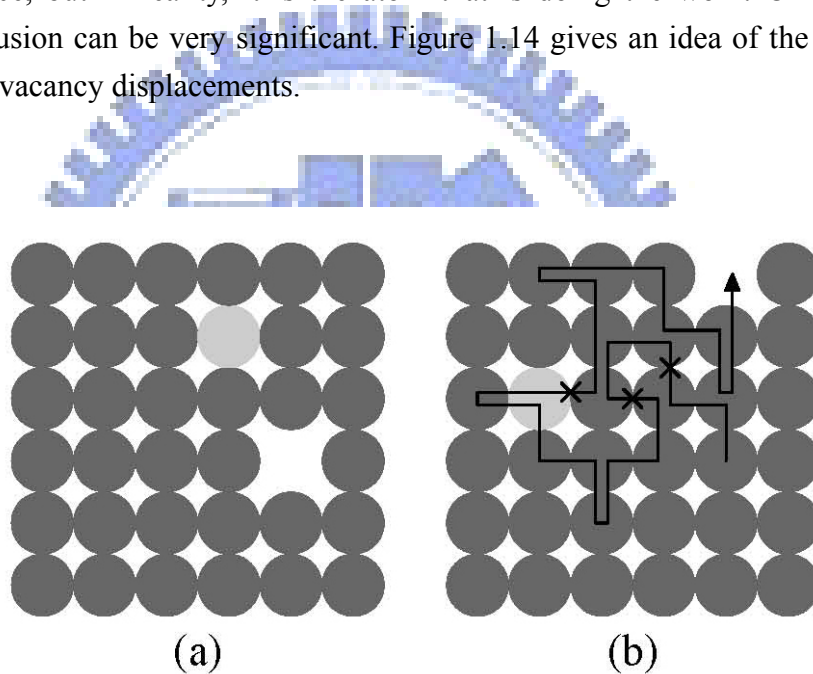 usion can be very significant. Figure 1.14 gives an idea of the
vacancy displacements.
(a) (b)